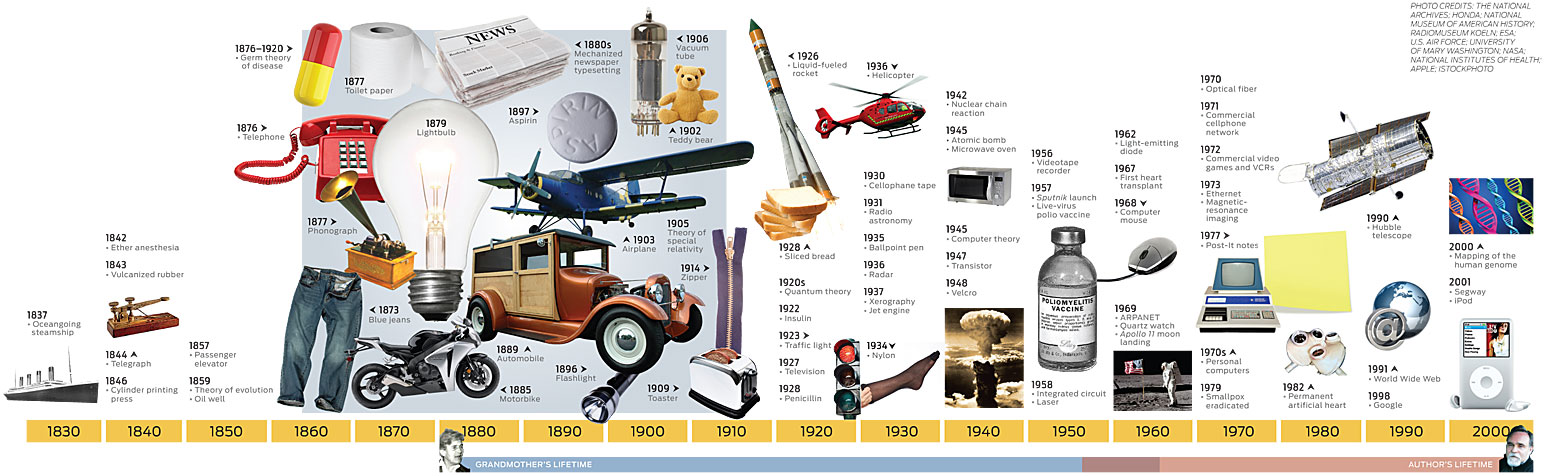 PHOTO CREDITS: THE NATIONAL
ARCHIVES; HONDA; NATIONAL
MUSEUM OF AMERICAN HISTORY;
RADIOMUSEUM KOELN; ESA;
U.S. AIR FORCE; UNIVERSITY
OF MARY WASHINGTON; NASA;
NATIONAL INSTITUTES OF HEALTH;
APPLE; ISTOCKPHOTO
1837
• Oceangoing
steamship
1842
• Ether anesthesia
1843
• Vulcanized rubber
1844
• Telegraph
1846
• Cylinder printing
press
1857
• Passenger
elevator
1859
• Theory of evolution
• Oil well
1876–1920
• Germ theory
of disease
1876
• Telephone
1877
Toilet paper
NEWS
Stock Market
1880s
Mechanized
newspaper
typesetting
1906
Vacuum
tube
1879
Lightbulb
1897
Aspirin
ASPIRIN
1902
Teddy bear
1877
Phonograph
1903
Airplane
1905
Theory of
special
relativity
1914
Zipper
1873
Blue jeans
1889
Automobile
1885
Motorbike
1896
Flashlight
1909
Toaster
1926
• Liquid-fueled
rocket
1928
• Sliced bread
1920s
• Quantum theory
1922
• Insulin
1923
• Traffic light
1927
• Television
1928
• Penicillin
1936
• Helicopter
1930
• Cellophane tape
1931
• Radio
astronomy
1935
• Ballpoint pen
1936
• Radar
1937
• Xerography
• Jet engine
1934
• Nylon
1942
• Nuclear chain
reaction
1945
• Atomic bomb
• Microwave oven
1945
• Computer theory
1947
• Transistor
1948
• Velcro
1956
• Videotape
recorder
1957
• Sputnik launch
• Live-virus
polio vaccine
POLIOMYELITIS
VACCINE
1958
• Integrated circuit
• Laser
1962
• Light-emitting
diode
1967
• First heart
transplant
1968
• Computer
mouse
1969
• ARPANET
• Quartz watch
• Apollo 11 moon
landing
1970
• Optical fiber
1971
• Commercial
cellphone
network
1972
• Commercial video
games and VCRs
1973
• Ethernet
• Magnetic-
resonance
imaging
1977
• Post-it notes
1970s
• Personal
computers
1979
• Smallpox
eradicated
1982
• Permanent
artificial heart
1990
• Hubble
telescope
@
1991
• World Wide Web
1998
• Google
2000
• Mapping of the
human genome
2001
• Segway
• iPod
1830 1840 1850 1860 1870 1880 1890 1900 1910 1920 1930 1940 1950 1960 1970 1980 1990 2000
GRANDMOTHER'S LIFETIME
AUTHOR'S LIFETIME